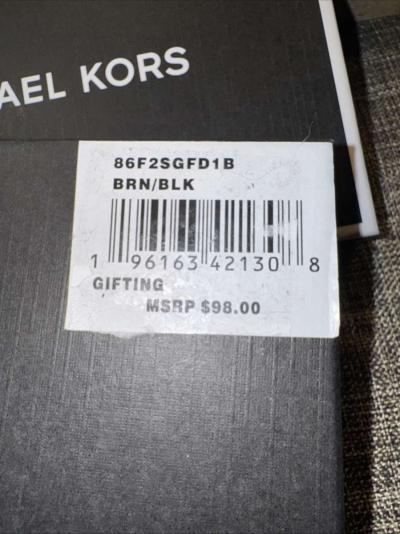 AEL KORS
86F2SGFD1B
BRN/BLK
1 96163 42130 8
GIFTING
MSRP $98.00